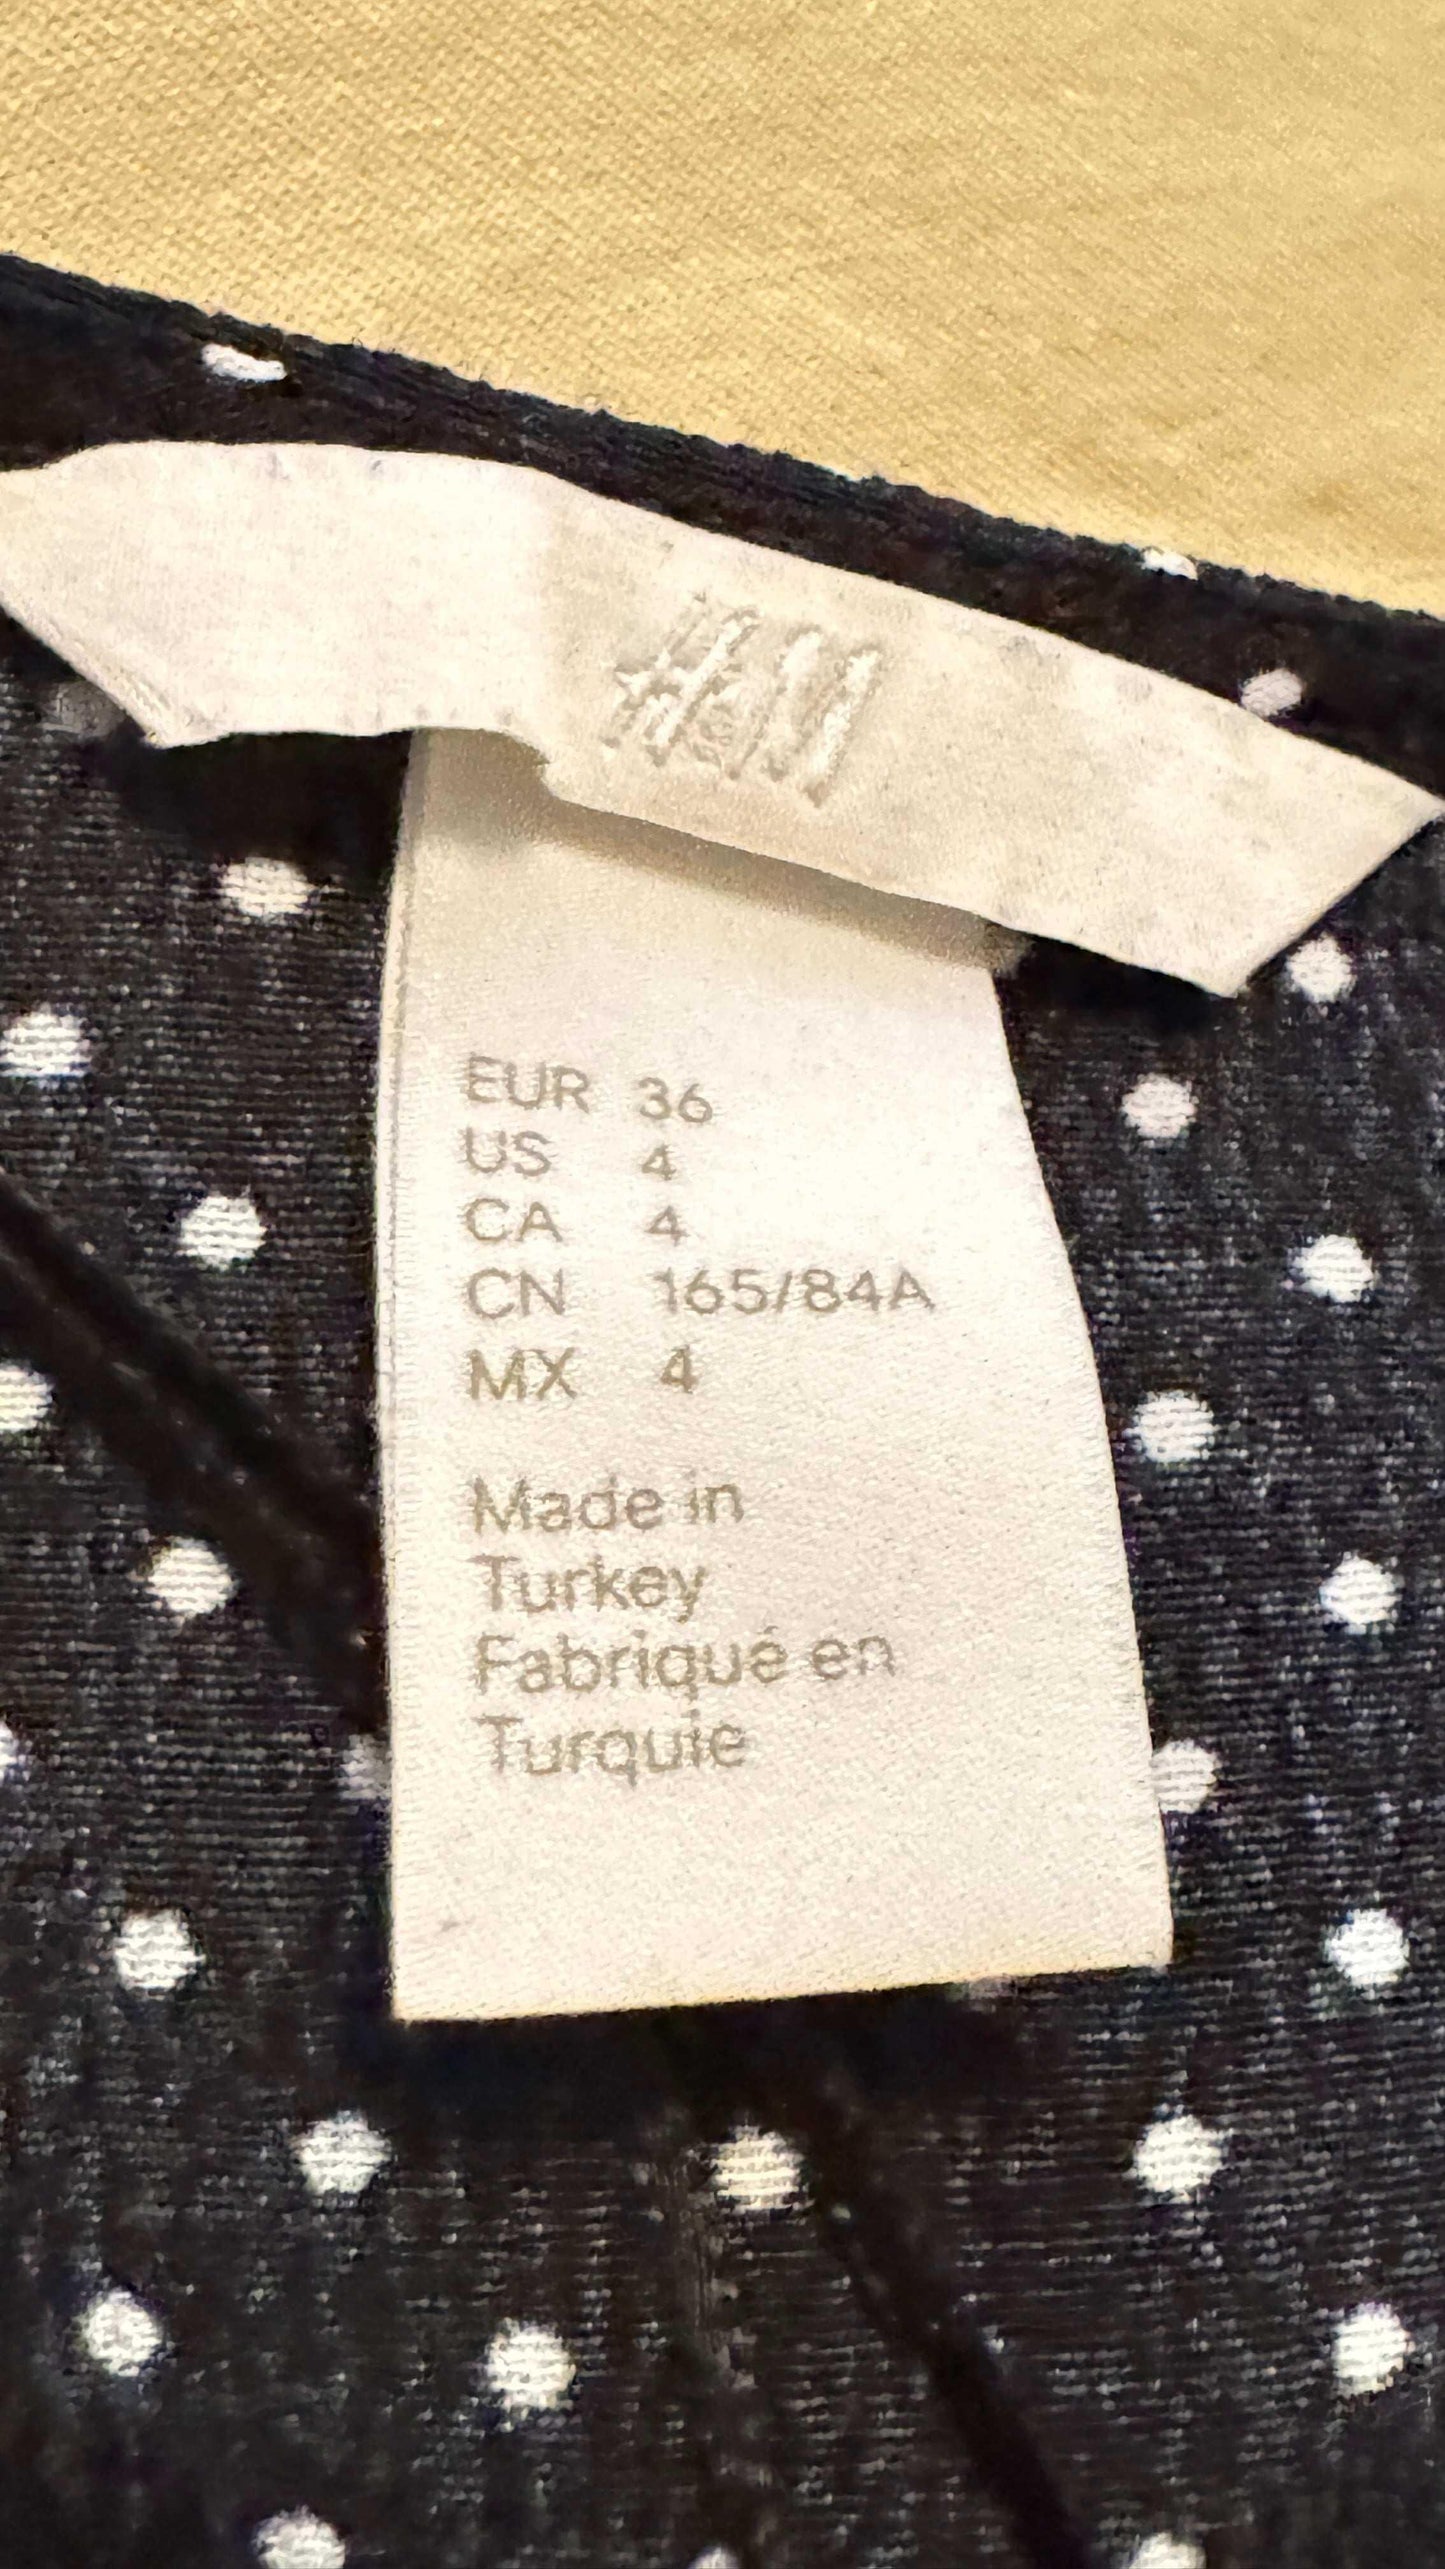 H&M
EUR 36
US 4
CA 4
CN 165/84A
MX 4
Made in
Turkey
Fabriqué en
Turquie